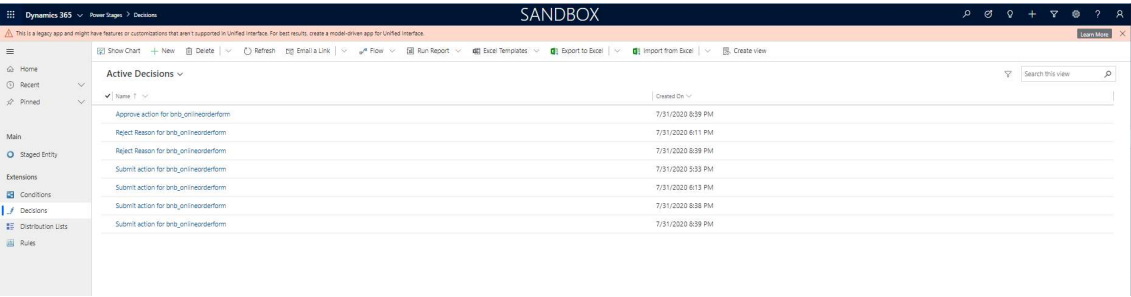 Dynamics 365 Power Stages > Decisions SANDBOX
This is a legacy app and might have features or customizations that aren't supported in Unified Interface. For best results, create a model-driven app for Unified Interface. Learn More
Show Chart New Delete Refresh Email a Link Flow Run Report Excel Templates Export to Excel Import from Excel Create view
Home
Recent
Pinned
Main
Staged Entity
Extensions
Conditions
Decisions
Distribution Lists
Rules
Active Decisions
Search this view
Name Created On
Approve action for bnb_onlineorderform 7/31/2020 8:39 PM
Reject Reason for bnb_onlineorderform 7/31/2020 6:11 PM
Reject Reason for bnb_onlineorderform 7/31/2020 8:39 PM
Submit action for bnb_onlineorderform 7/31/2020 5:33 PM
Submit action for bnb_onlineorderform 7/31/2020 6:13 PM
Submit action for bnb_onlineorderform 7/31/2020 8:38 PM
Submit action for bnb_onlineorderform 7/31/2020 8:39 PM